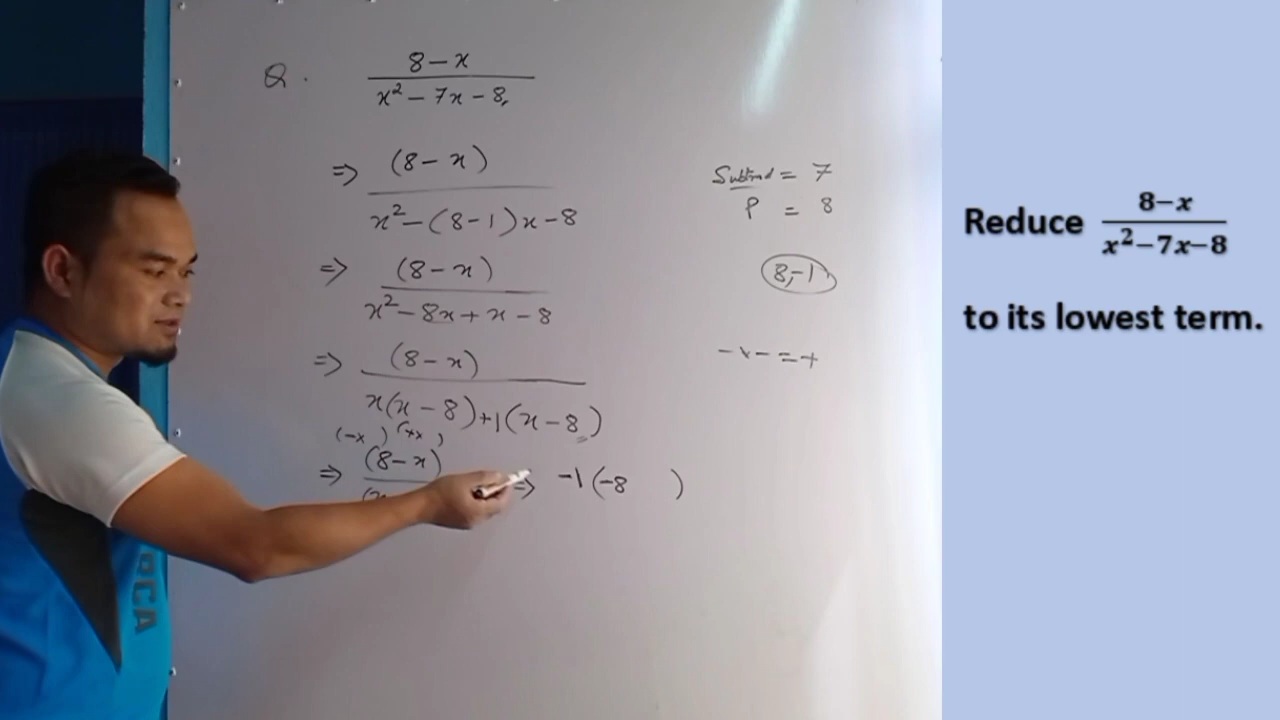 Q. 8-x
x²-7x-8,
=> (8-x)
x²-(8-1)x-8
=> (8-x)
x²-8x+x-8
=> (8-x)
x(x-8)+1(x-8)
=> (8-x)
=> -1(-8 )
= 7
P = 8
8,-1
Reduce 8-x
x²-7x-8
to its lowest term.